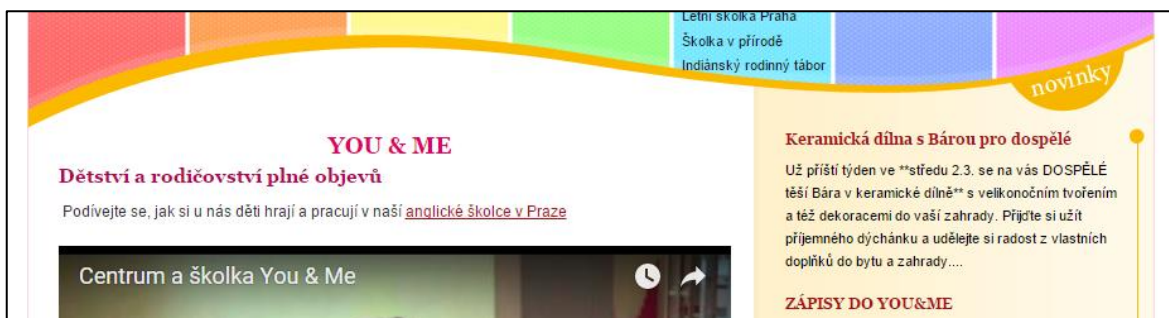 Letní školka Praha
Školka v přírodě
Indiánský rodinný tábor
novinky
YOU & ME
Dětství a rodičovství plné objevů
Podívejte se, jak si u nás děti hrají a pracují v naší anglické školce v Praze
Centrum a školka You & Me
Keramická dílna s Bárou pro dospělé
Už příští týden ve **středu 2.3. se na vás DOSPĚLÉ
těší Bára v keramické dílně** s velikonočním tvořením
a též dekoracemi do vaší zahrady. Přijďte si užít
příjemného dýchánku a udělejte si radost z vlastních
doplňků do bytu a zahrady....
ZÁPISY DO YOU&ME